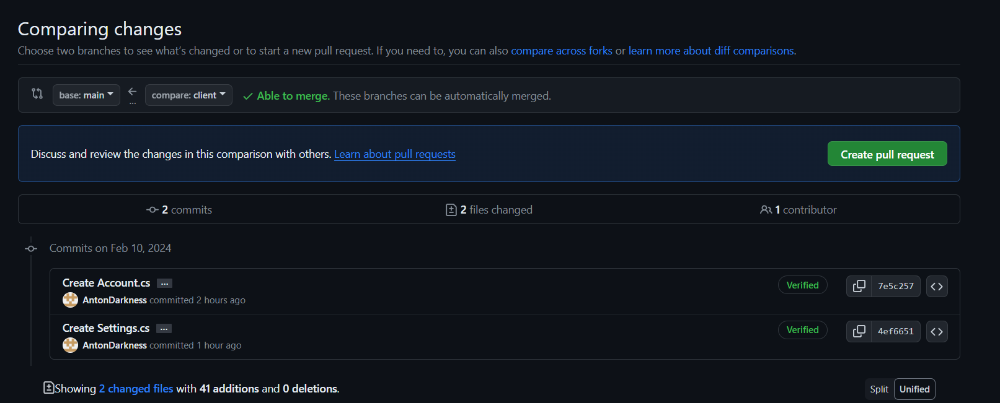 Comparing changes
Choose two branches to see what's changed or to start a new pull request. If you need to, you can also compare across forks or learn more about diff comparisons.
base: main ... compare: client Able to merge. These branches can be automatically merged.
Discuss and review the changes in this comparison with others. Learn about pull requests Create pull request
2 commits 2 files changed 1 contributor
Commits on Feb 10, 2024
Create Account.cs ... Verified 7e5c257
AntonDarkness committed 2 hours ago
Create Settings.cs ... Verified 4ef6651
AntonDarkness committed 1 hour ago
Showing 2 changed files with 41 additions and 0 deletions. Split Unified